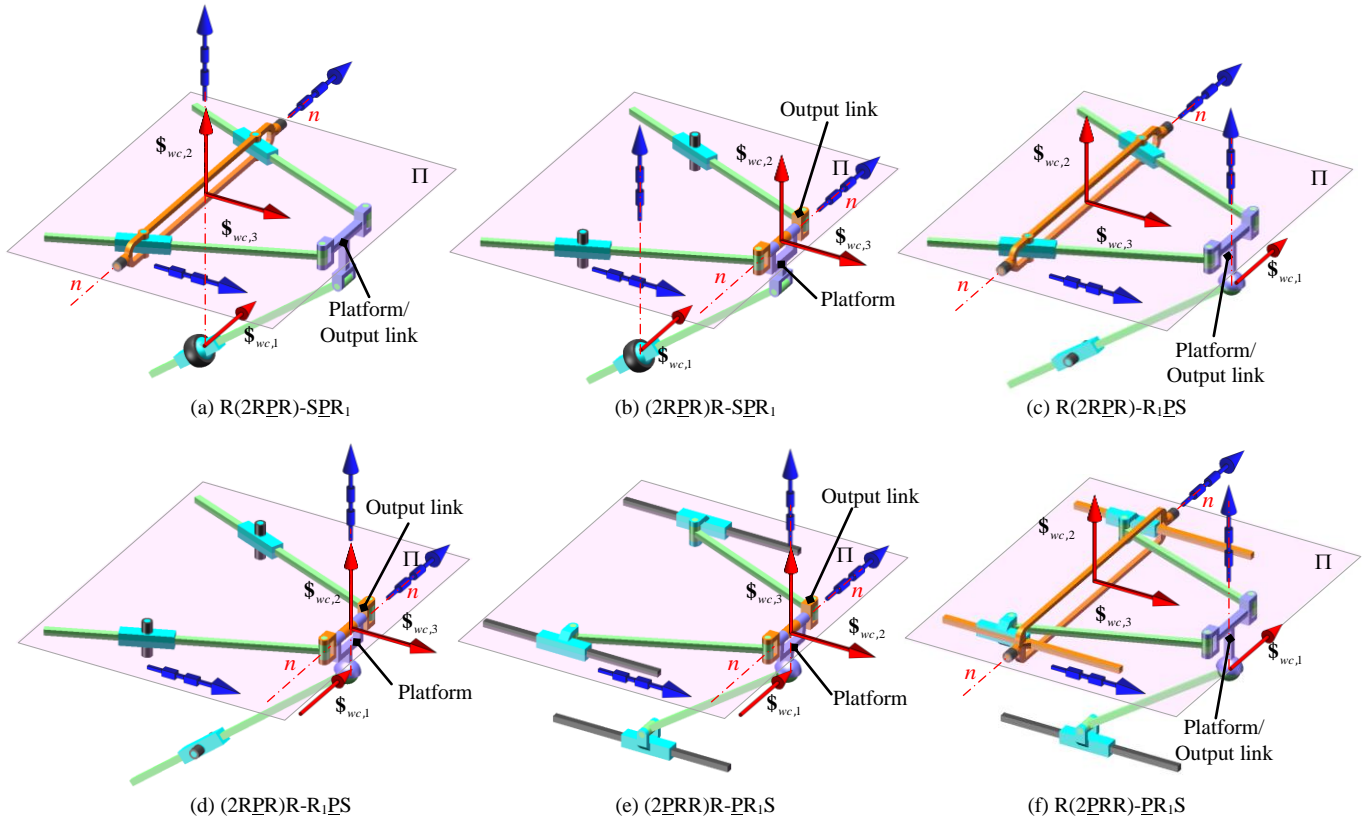 n
$wc,2
Π
$wc,3
n
$wc,1
Platform/
Output link
(a) R(2RPR)-SPR1
Output link
$wc,2
Π
n
$wc,3
n
Platform
$wc,1
(b) (2RPR)R-SPR1
n
$wc,2
Π
$wc,3
$wc,1
n
Platform/
Output link
(c) R(2RPR)-R1PS
Output link
Π
$wc,2
n
$wc,3
n
Platform
$wc,1
(d) (2RPR)R-R1PS
Output link
Π
$wc,3
n
$wc,2
n
Platform
$wc,1
(e) (2PRR)R-PR1S
n
$wc,2
Π
$wc,3
$wc,1
n
Platform/
Output link
(f) R(2PRR)-PR1S